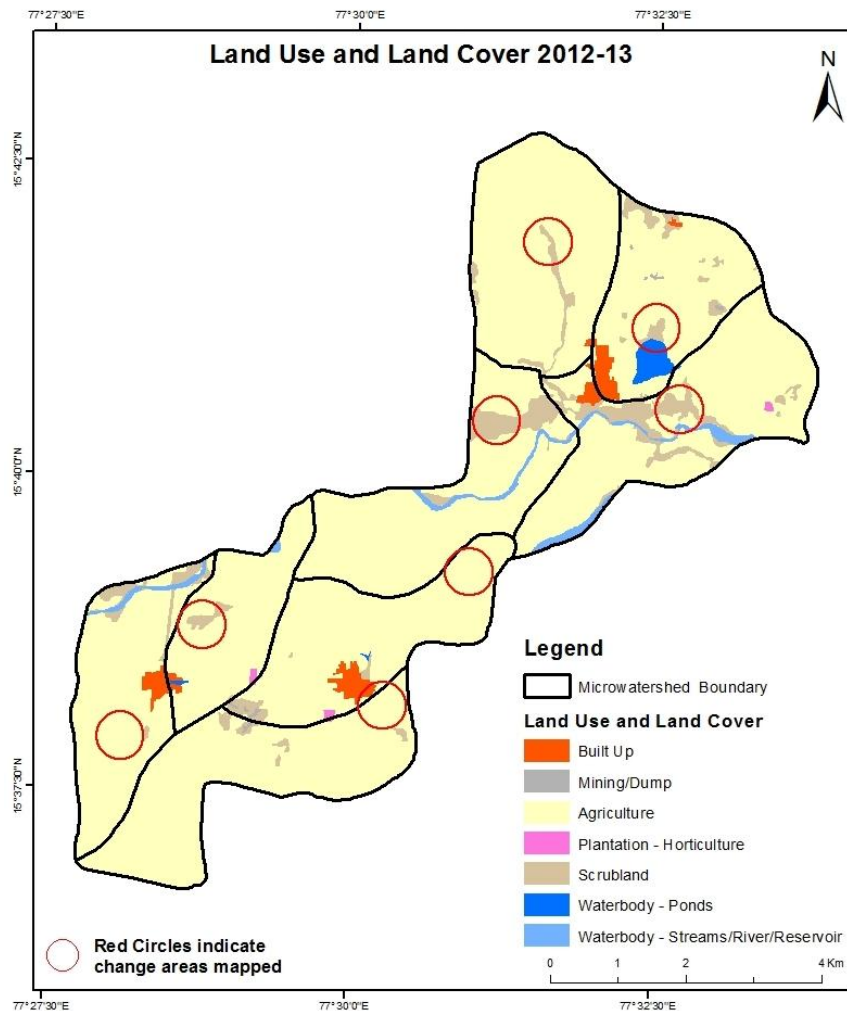 77°27'30"E 77°30'0"E 77°32'30"E
Land Use and Land Cover 2012-13
N
15°42'30"N
15°40'0"N
15°37'30"N
Legend
Microwatershed Boundary
Land Use and Land Cover
Built Up
Mining/Dump
Agriculture
Plantation - Horticulture
Scrubland
Waterbody - Ponds
Waterbody - Streams/River/Reservoir
Red Circles indicate
change areas mapped
0 1 2 4 Km
77°27'30"E 77°30'0"E 77°32'30"E